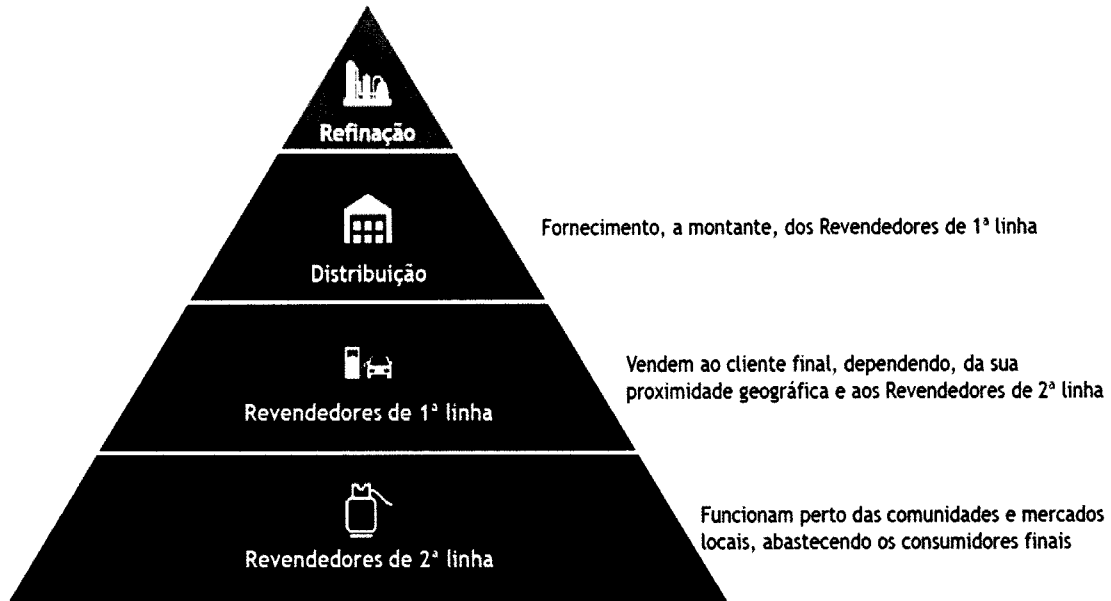 Refinação
Distribuição
Fornecimento, a montante, dos Revendedores de 1ª linha
Revendedores de 1ª linha
Vendem ao cliente final, dependendo, da sua
proximidade geográfica e aos Revendedores de 2ª linha
Revendedores de 2ª linha
Funcionam perto das comunidades e mercados
locais, abastecendo os consumidores finais